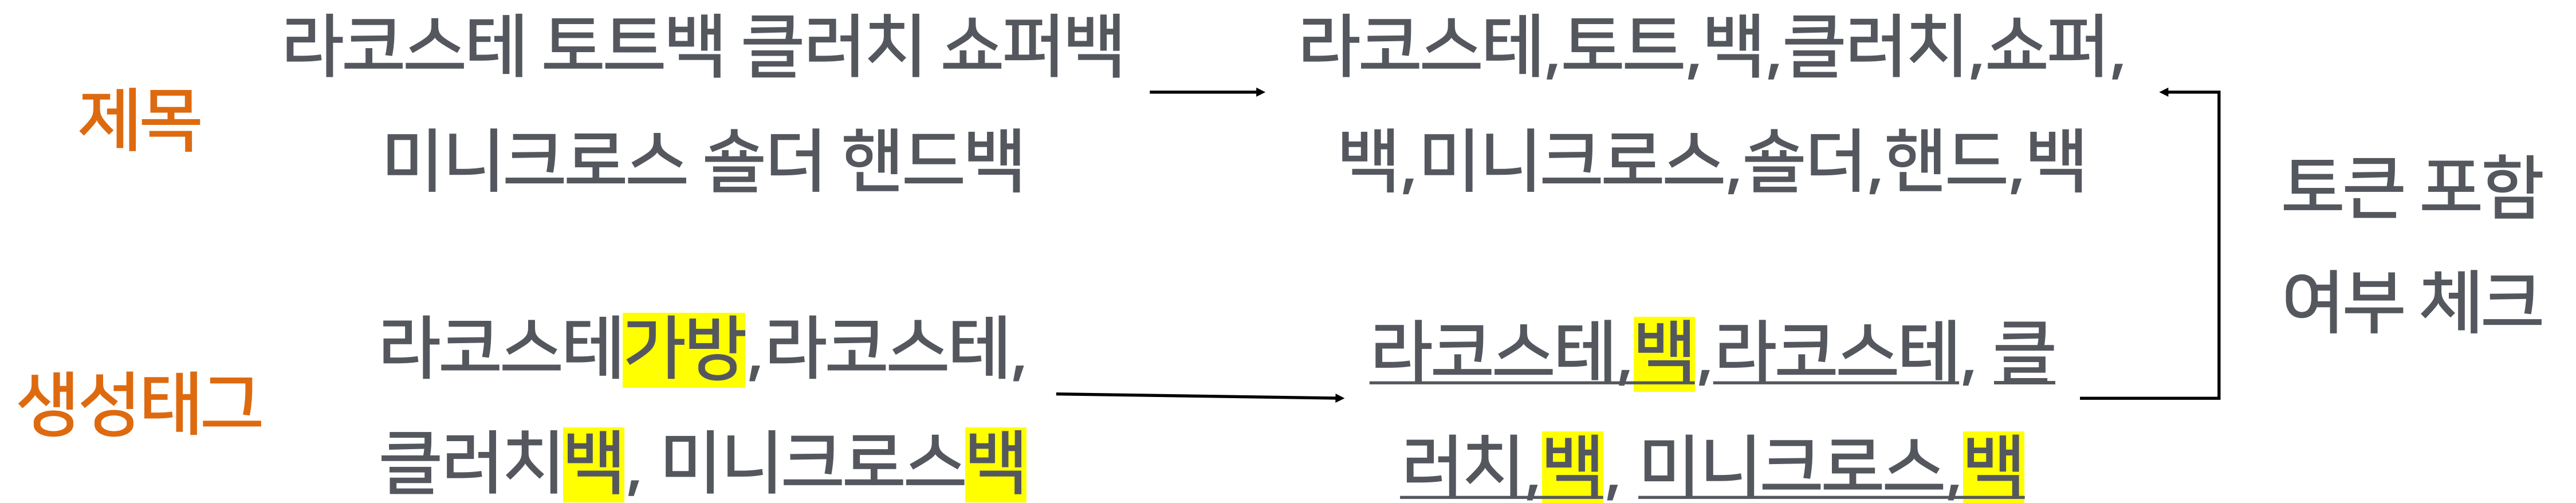 제목
라코스테 토트백 클러치 쇼퍼백
미니크로스 숄더 핸드백
라코스테,토트,백,클러치,쇼퍼,
백,미니크로스,숄더,핸드,백
토큰 포함
여부 체크
생성태그
라코스테가방,라코스테,
클러치백, 미니크로스백
라코스테,백,라코스테, 클
러치,백, 미니크로스,백